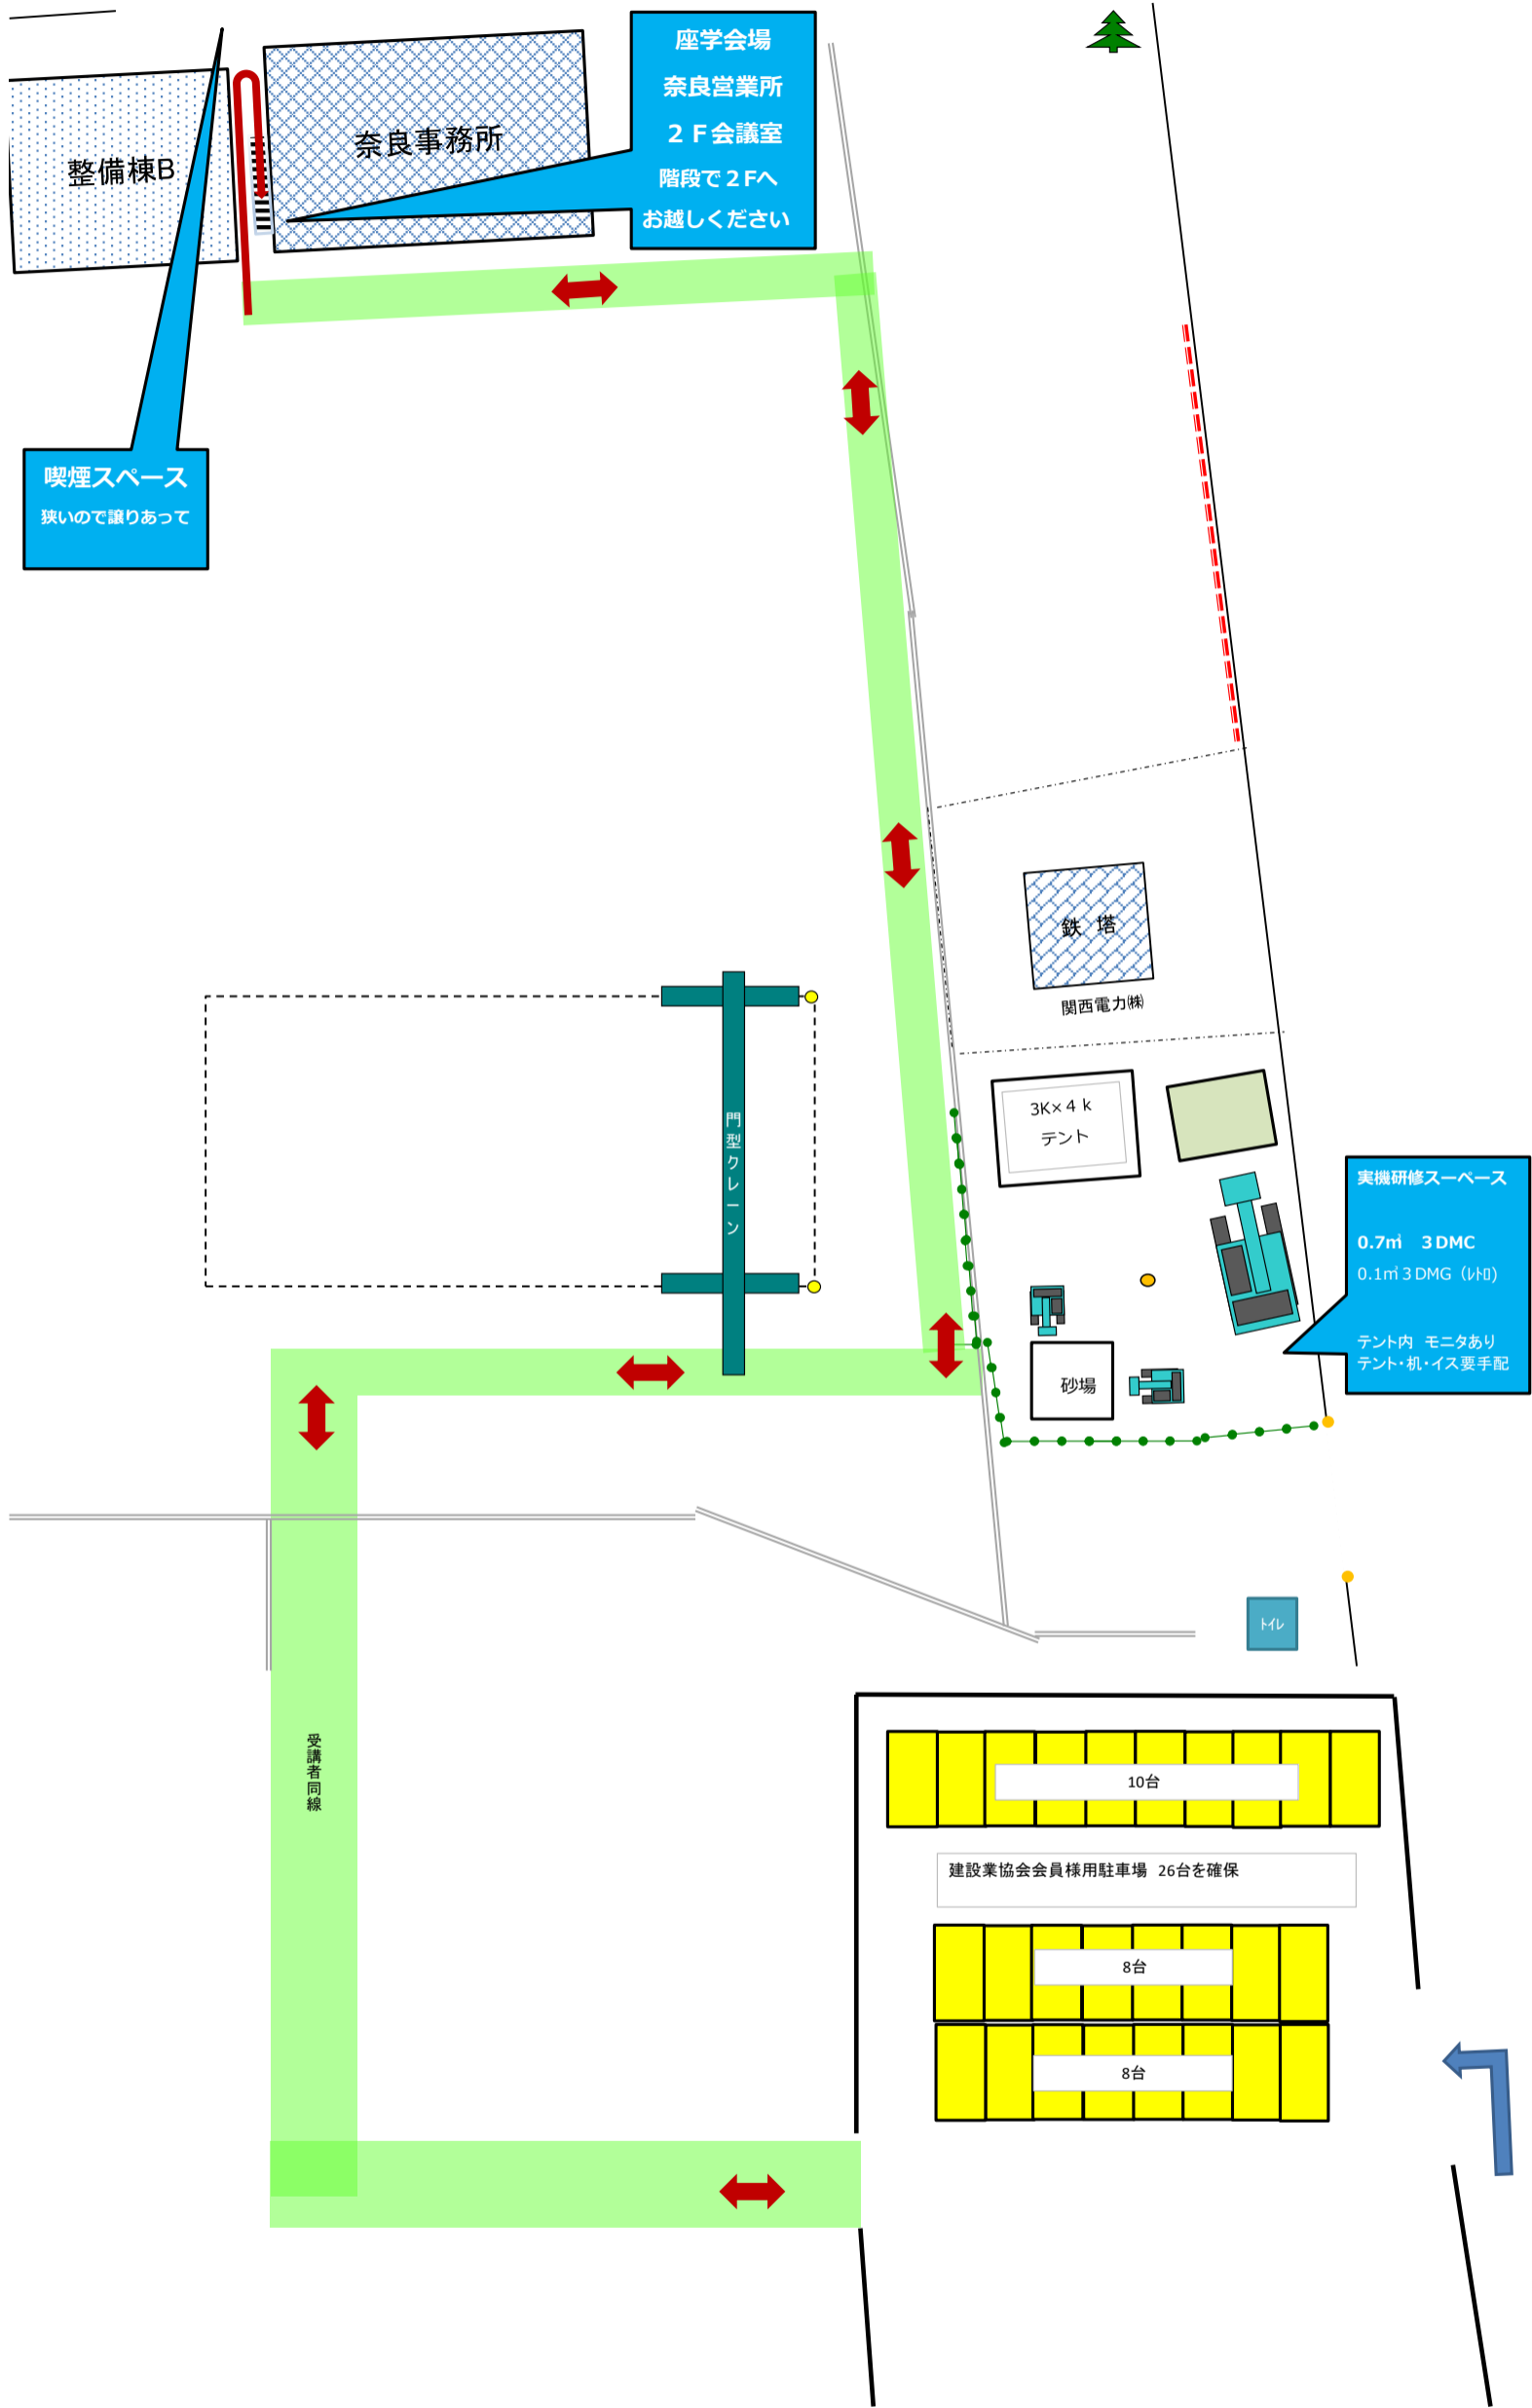 座学会場
奈良営業所
２Ｆ会議室
階段で２Fへ
お越しください
奈良事務所
整備棟B
喫煙スペース
狭いので譲りあって
鉄 塔
関西電力㈱
3K×４ｋ
テント
門型クレーン
実機研修スーペース
0.7㎥ ３DMC
0.1㎥３DMG（ﾚﾄﾛ)
テント内 モニタあり
テント・机・イス要手配
砂場
ﾄｲﾚ
受講者同線
10台
建設業協会会員様用駐車場 26台を確保
8台
8台